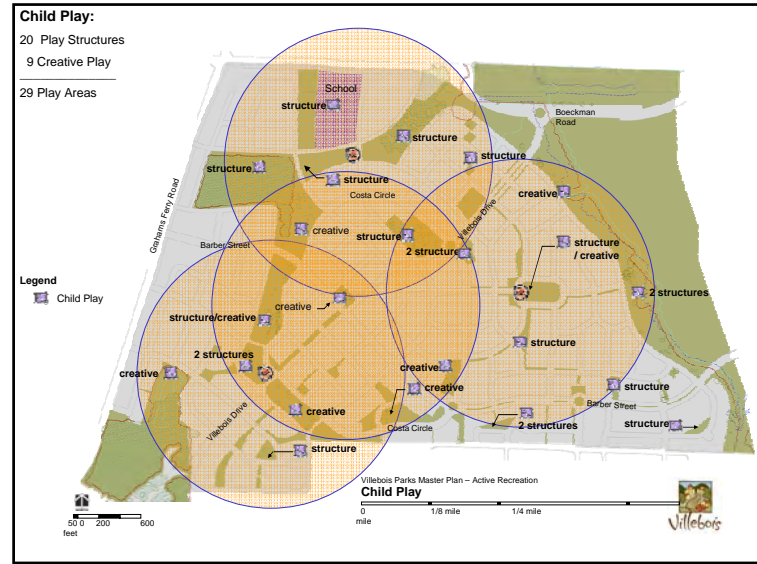 Child Play:
20 Play Structures
9 Creative Play
29 Play Areas
School
structure
Boeckman
Road
structure
structure
structure
structure
Costa Circle
creative
Grahams Ferry Road
Villebois Drive
creative
structure
Barber Street
2 structure
structure
/ creative
Legend
Child Play
2 structures
creative
structure/creative
structure
2 structures
creative
creative
creative
structure
Barber Street
creative
Villebois Drive
Costa Circle
2 structures
structure
structure
Villebois Parks Master Plan – Active Recreation
Child Play
0
mile
1/8 mile
1/4 mile
50 0 200 600
feet
Villebois